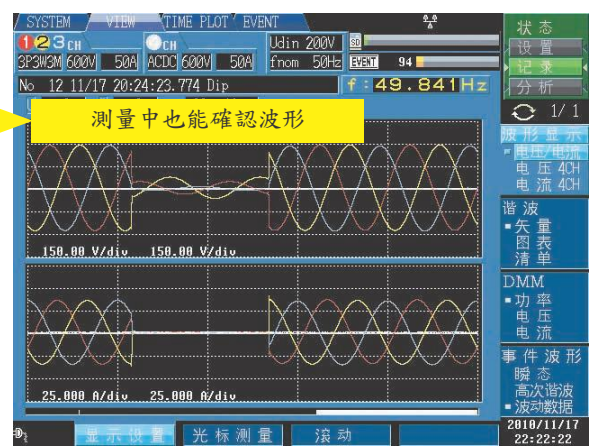 SYSTEM VIEW TIME PLOT EVENT
123CH CH Udin 200V SD
3P3W3M 600V 50A ACDC 600V 50A fnom 50Hz EVENT 94
No 12 11/17 20:24:23.774 Dip f:49.841Hz
測量中也能確認波形
150.00 V/div 150.00 V/div
25.000 A/div 25.000 A/div
显示设置 光标测量 滚动
状态
设置
记录
分析
1/1
波形显示
电压/电流
电压 4CH
电流 4CH
谐波
▪矢量
图表
清单
DMM
▪功率
电压
电流
事件波形
瞬态
高次谐波
▪波动数据
2010/11/17
22:22:22